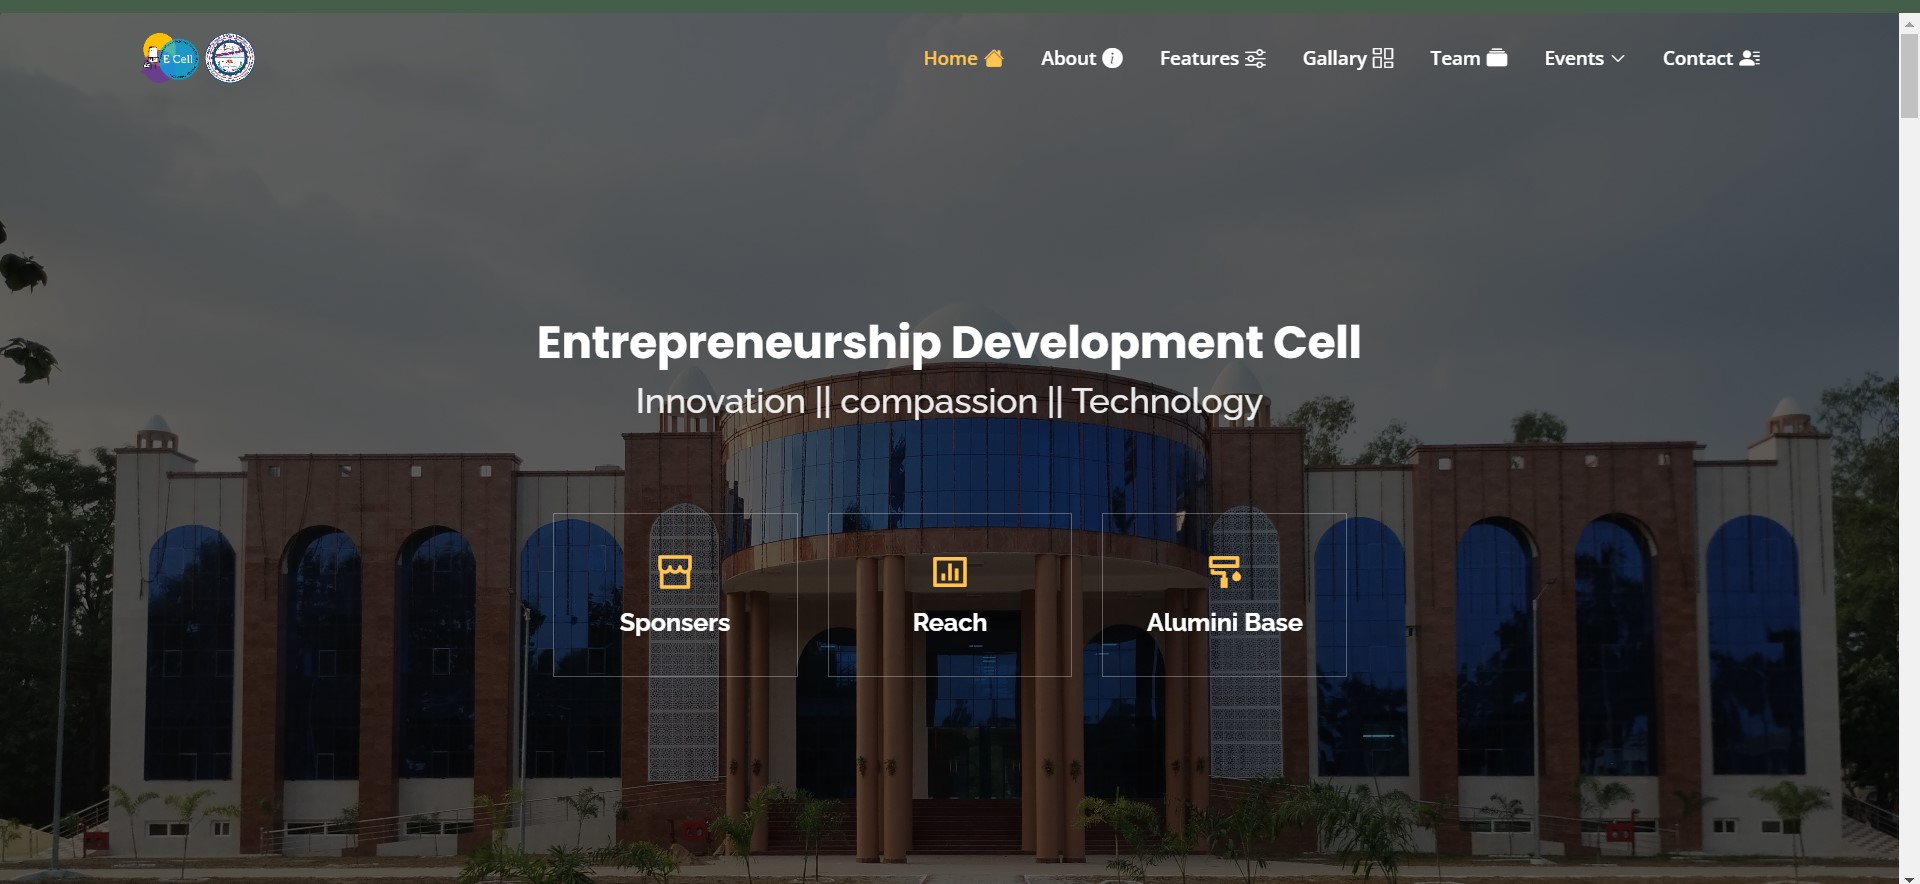 E Cell
Home
About
Features
Gallary
Team
Events
Contact
Entrepreneurship Development Cell
Innovation || compassion || Technology
Sponsers
Reach
Alumini Base